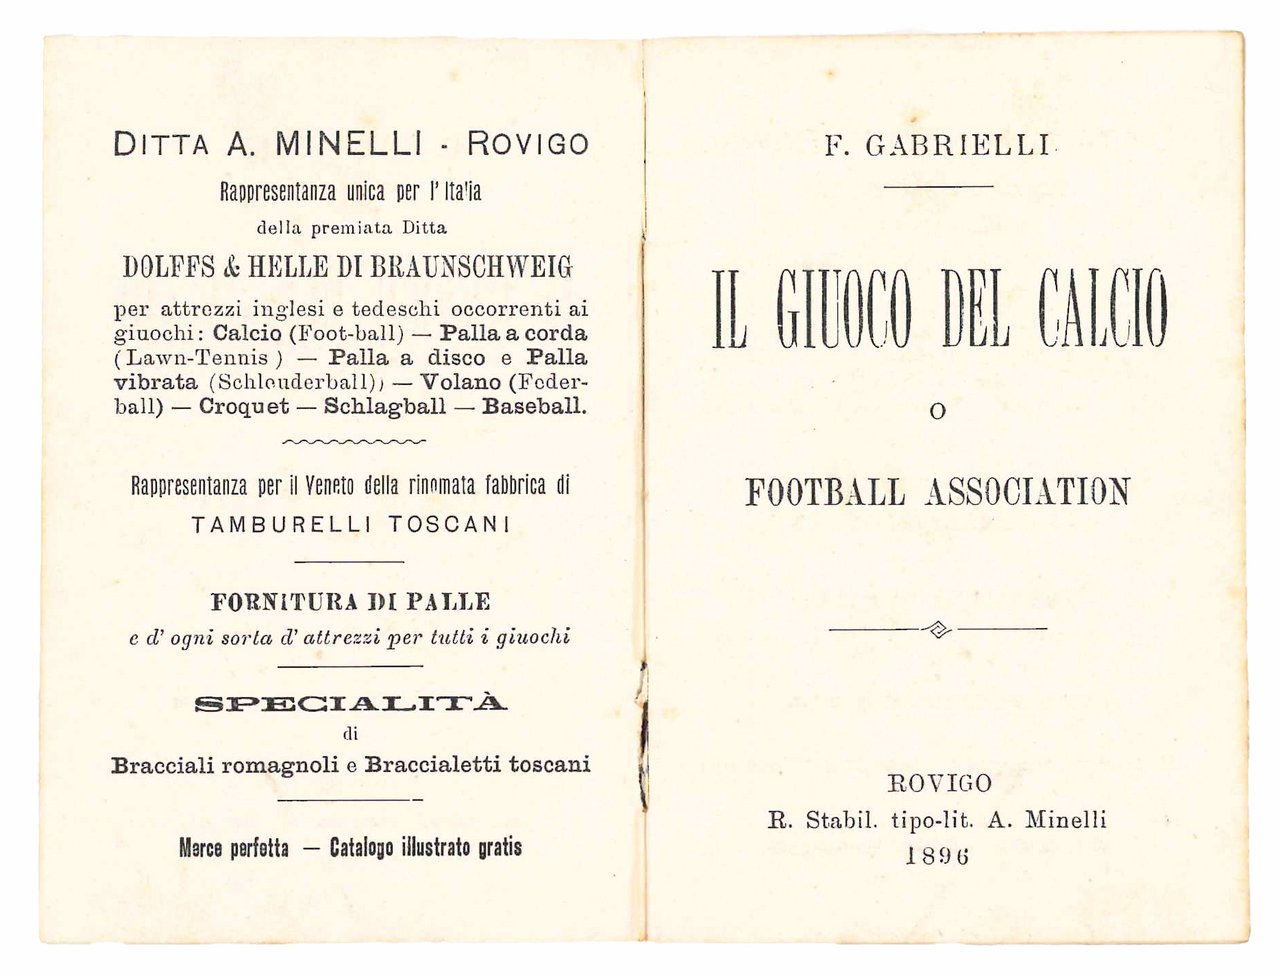 DITTA A. MINELLI - ROVIGO
Rappresentanza unica per l' Italia
della premiata Ditta
DOLFFS & HELLE DI BRAUNSCHWEIG
per attrezzi inglesi e tedeschi occorrenti ai
giuochi: Calcio (Foot-ball) — Palla a corda
(Lawn-Tennis) — Palla a disco e Palla
vibrata (Schleuderball)) — Volano (Feder-
ball) — Croquet — Schlagball — Baseball.
Rappresentanza per il Veneto della rinomata fabbrica di
TAMBURELLI TOSCANI
FORNITURA DI PALLE
e d' ogni sorta d' attrezzi per tutti i giuochi
SPECIALITÀ
di
Bracciali romagnoli e Braccialetti toscani
Merce perfetta — Catalogo illustrato gratis
F. GABRIELLI
IL GIUOCO DEL CALCIO
O
FOOTBALL ASSOCIATION
ROVIGO
R. Stabil. tipo-lit. A. Minelli
1896